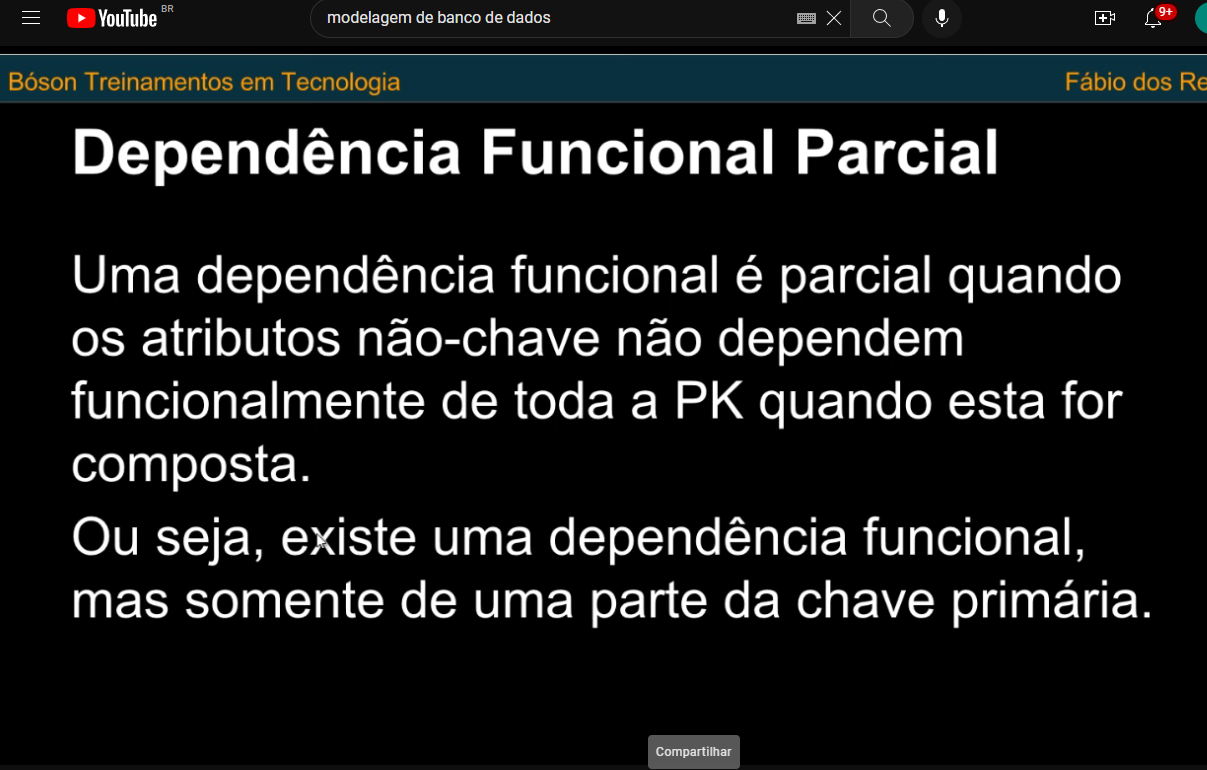 YouTube BR
modelagem de banco de dados
9+
Bóson Treinamentos em Tecnologia
Fábio dos Re
Dependência Funcional Parcial
Uma dependência funcional é parcial quando
os atributos não-chave não dependem
funcionalmente de toda a PK quando esta for
composta.
Ou seja, existe uma dependência funcional,
mas somente de uma parte da chave primária.
Compartilhar